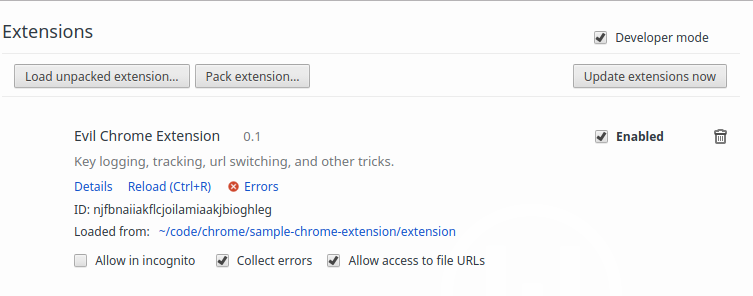 Extensions
Developer mode
Load unpacked extension...
Pack extension...
Update extensions now
Evil Chrome Extension 0.1
Enabled
Key logging, tracking, url switching, and other tricks.
Details Reload (Ctrl+R) Errors
ID: njfbnaiiakflcjoilamiaakjbioghleg
Loaded from: ~/code/chrome/sample-chrome-extension/extension
Allow in incognito Collect errors Allow access to file URLs